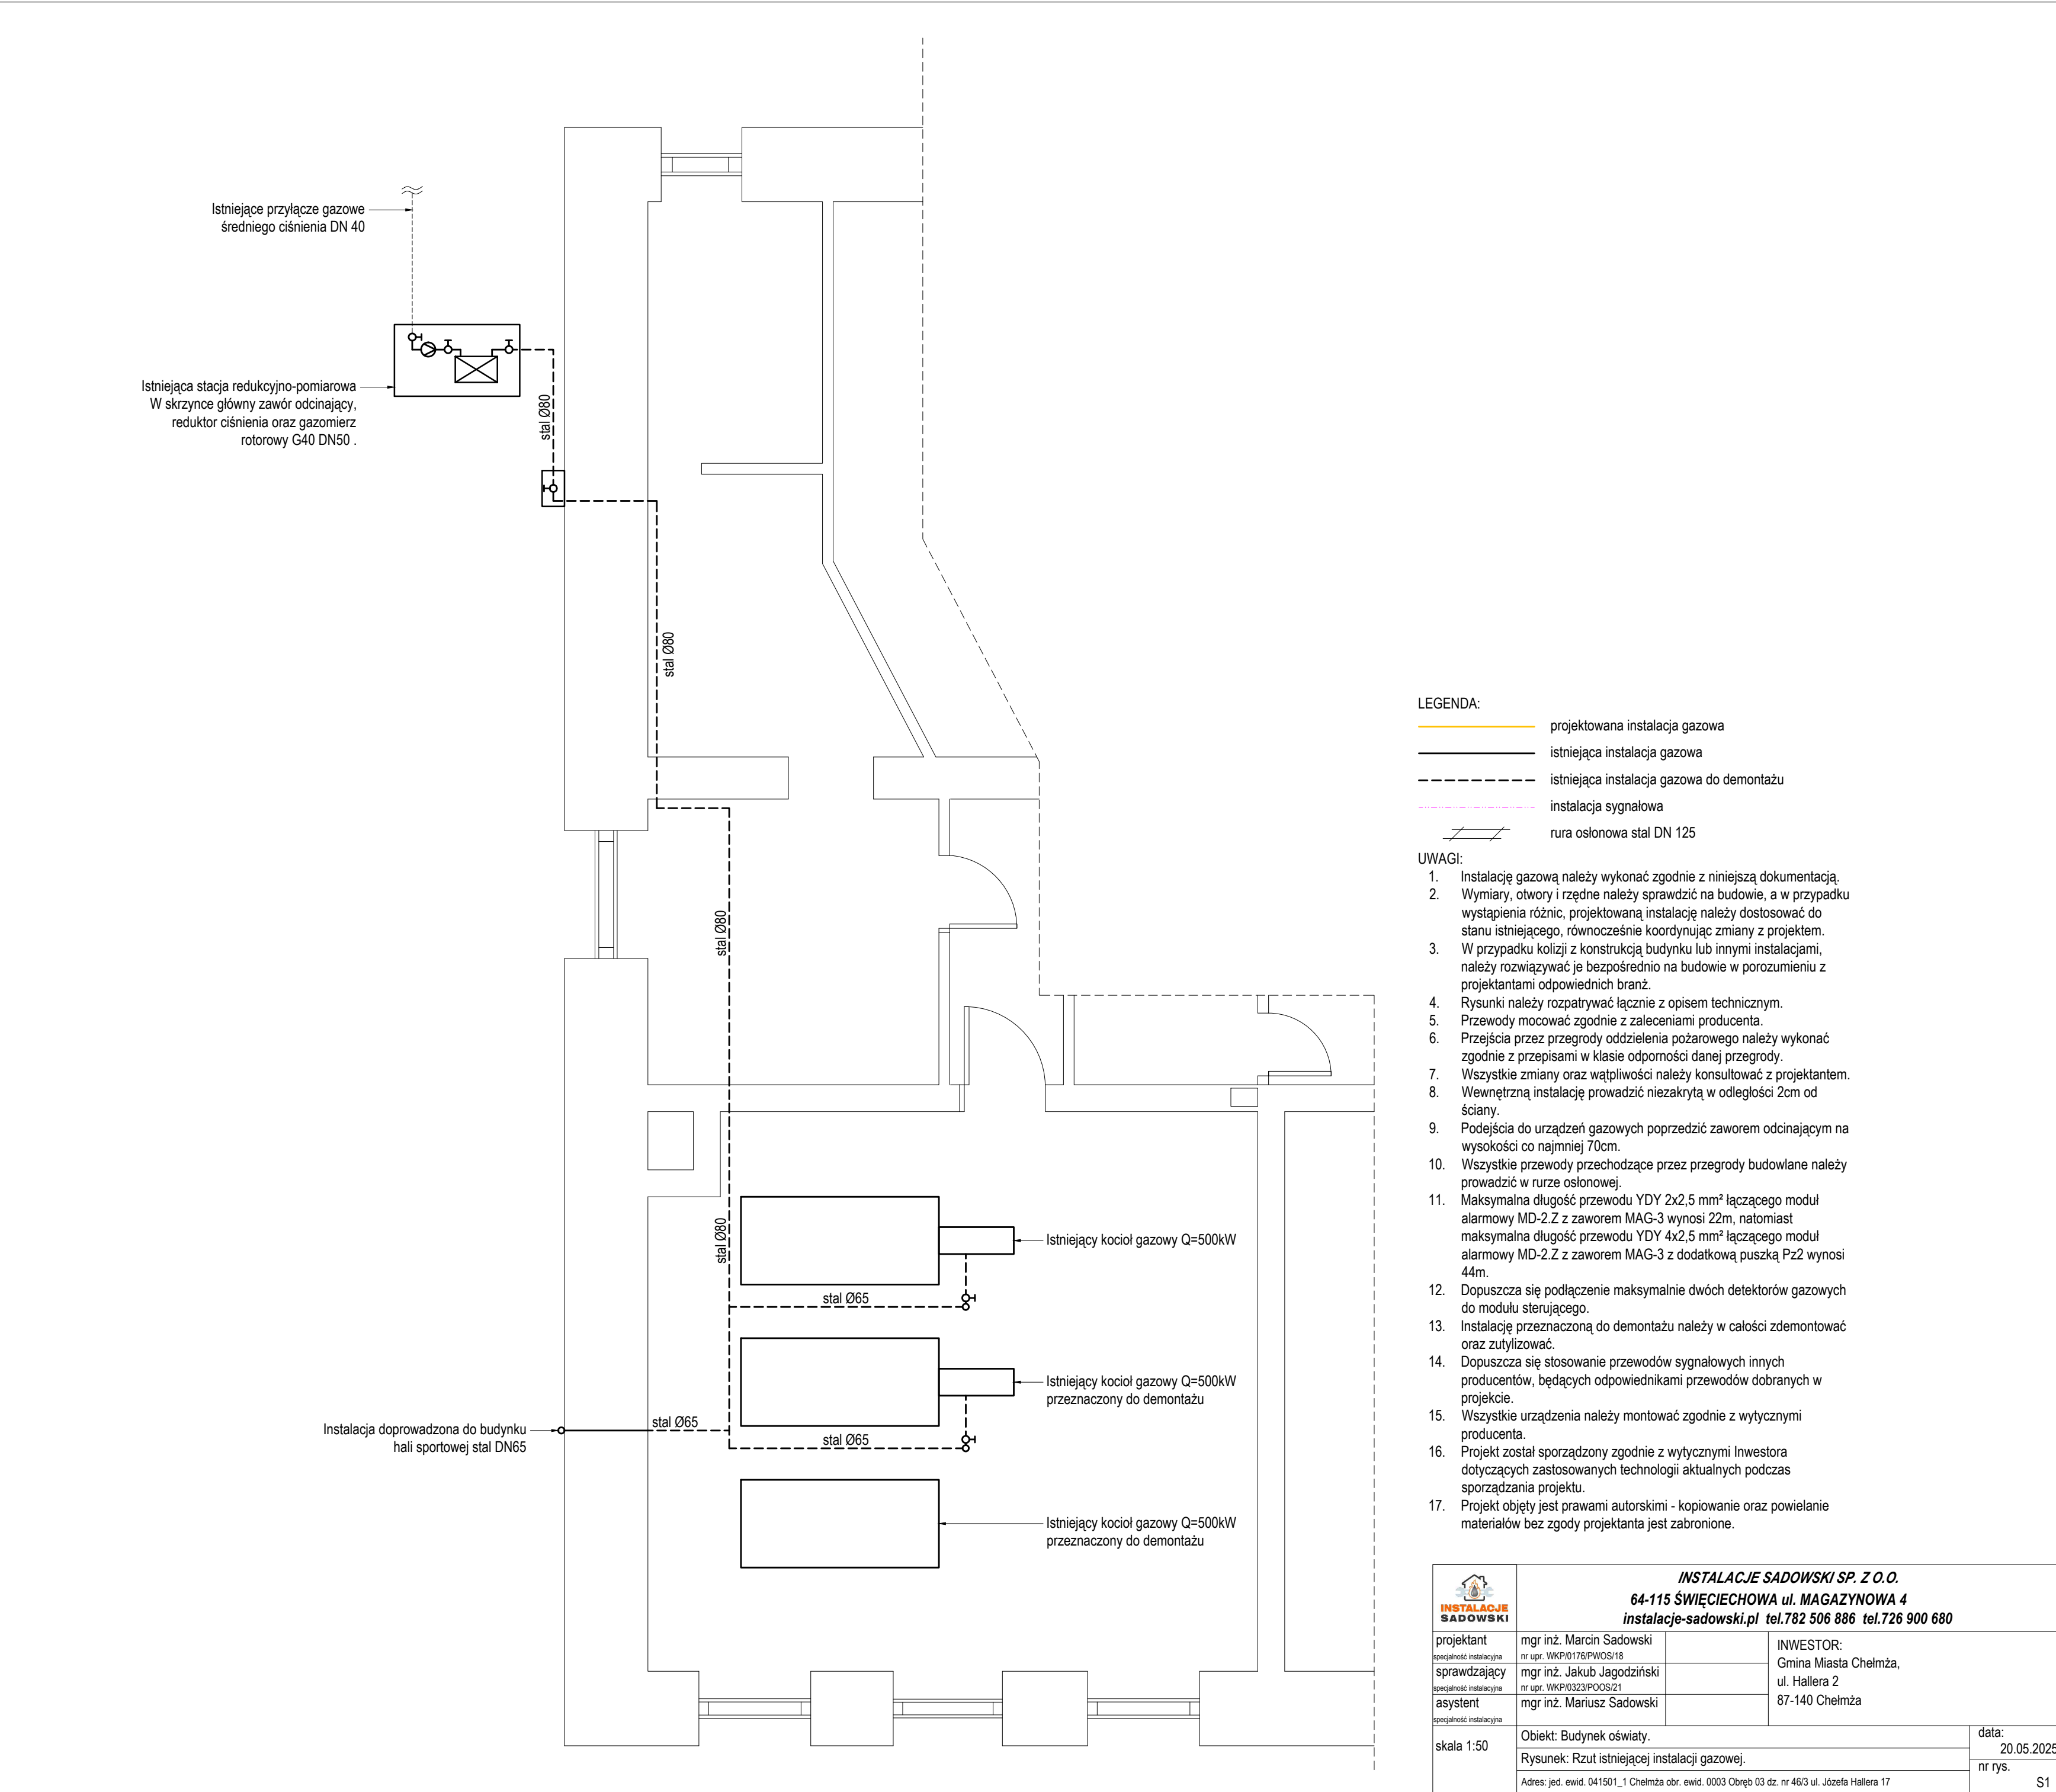 Istniejące przyłącze gazowe
średniego ciśnienia DN 40
Istniejąca stacja redukcyjno-pomiarowa
W skrzynce główny zawór odcinający,
reduktor ciśnienia oraz gazomierz
rotorowy G40 DN50 .
stal Ø80
stal Ø80
stal Ø80
stal Ø80
Istniejący kocioł gazowy Q=500kW
stal Ø65
Istniejący kocioł gazowy Q=500kW
przeznaczony do demontażu
stal Ø65
stal Ø65
Instalacja doprowadzona do budynku
hali sportowej stal DN65
Istniejący kocioł gazowy Q=500kW
przeznaczony do demontażu
LEGENDA:
projektowana instalacja gazowa
istniejąca instalacja gazowa
istniejąca instalacja gazowa do demontażu
instalacja sygnałowa
rura osłonowa stal DN 125
UWAGI:
1. Instalację gazową należy wykonać zgodnie z niniejszą dokumentacją.
2. Wymiary, otwory i rzędne należy sprawdzić na budowie, a w przypadku
wystąpienia różnic, projektowaną instalację należy dostosować do
stanu istniejącego, równocześnie koordynując zmiany z projektem.
3. W przypadku kolizji z konstrukcją budynku lub innymi instalacjami,
należy rozwiązywać je bezpośrednio na budowie w porozumieniu z
projektantami odpowiednich branż.
4. Rysunki należy rozpatrywać łącznie z opisem technicznym.
5. Przewody mocować zgodnie z zaleceniami producenta.
6. Przejścia przez przegrody oddzielenia pożarowego należy wykonać
zgodnie z przepisami w klasie odporności danej przegrody.
7. Wszystkie zmiany oraz wątpliwości należy konsultować z projektantem.
8. Wewnętrzną instalację prowadzić niezakrytą w odległości 2cm od
ściany.
9. Podejścia do urządzeń gazowych poprzedzić zaworem odcinającym na
wysokości co najmniej 70cm.
10. Wszystkie przewody przechodzące przez przegrody budowlane należy
prowadzić w rurze osłonowej.
11. Maksymalna długość przewodu YDY 2x2,5 mm² łączącego moduł
alarmowy MD-2.Z z zaworem MAG-3 wynosi 22m, natomiast
maksymalna długość przewodu YDY 4x2,5 mm² łączącego moduł
alarmowy MD-2.Z z zaworem MAG-3 z dodatkową puszką Pz2 wynosi
44m.
12. Dopuszcza się podłączenie maksymalnie dwóch detektorów gazowych
do modułu sterującego.
13. Instalację przeznaczoną do demontażu należy w całości zdemontować
oraz zutylizować.
14. Dopuszcza się stosowanie przewodów sygnałowych innych
producentów, będących odpowiednikami przewodów dobranych w
projekcie.
15. Wszystkie urządzenia należy montować zgodnie z wytycznymi
producenta.
16. Projekt został sporządzony zgodnie z wytycznymi Inwestora
dotyczących zastosowanych technologii aktualnych podczas
sporządzania projektu.
17. Projekt objęty jest prawami autorskimi - kopiowanie oraz powielanie
materiałów bez zgody projektanta jest zabronione.
INSTALACJE
SADOWSKI
INSTALACJE SADOWSKI SP. Z O.O.
64-115 ŚWIĘCIECHOWA ul. MAGAZYNOWA 4
instalacje-sadowski.pl tel.782 506 886 tel.726 900 680
projektant
specjalność instalacyjna
mgr inż. Marcin Sadowski
nr upr. WKP/0176/PWOS/18
sprawdzający
specjalność instalacyjna
mgr inż. Jakub Jagodziński
nr upr. WKP/0323/POOS/21
asystent
specjalność instalacyjna
mgr inż. Mariusz Sadowski
INWESTOR:
Gmina Miasta Chełmża,
ul. Hallera 2
87-140 Chełmża
skala 1:50
Obiekt: Budynek oświaty.
Rysunek: Rzut istniejącej instalacji gazowej.
Adres: jed. ewid. 041501_1 Chełmża obr. ewid. 0003 Obręb 03 dz. nr 46/3 ul. Józefa Hallera 17
data:
20.05.2025
nr rys.
S1